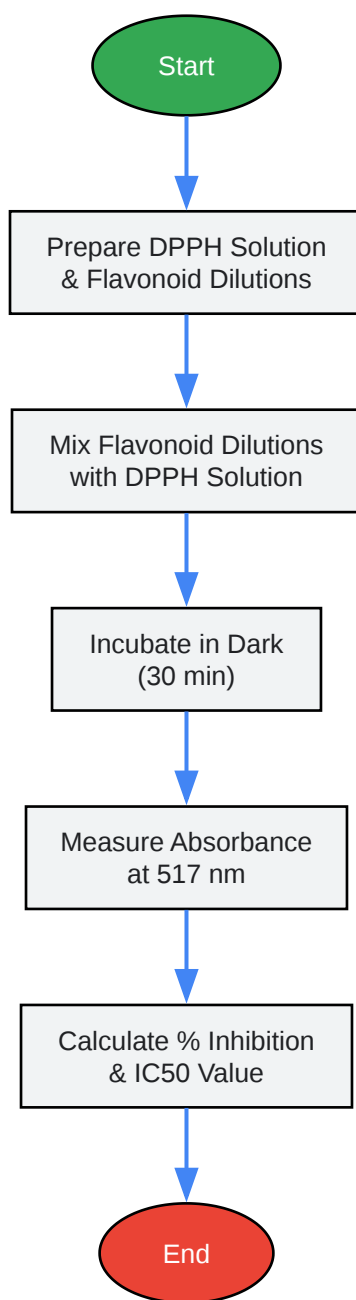 Start
Prepare DPPH Solution
& Flavonoid Dilutions
Mix Flavonoid Dilutions
with DPPH Solution
Incubate in Dark
(30 min)
Measure Absorbance
at 517 nm
Calculate % Inhibition
& IC50 Value
End